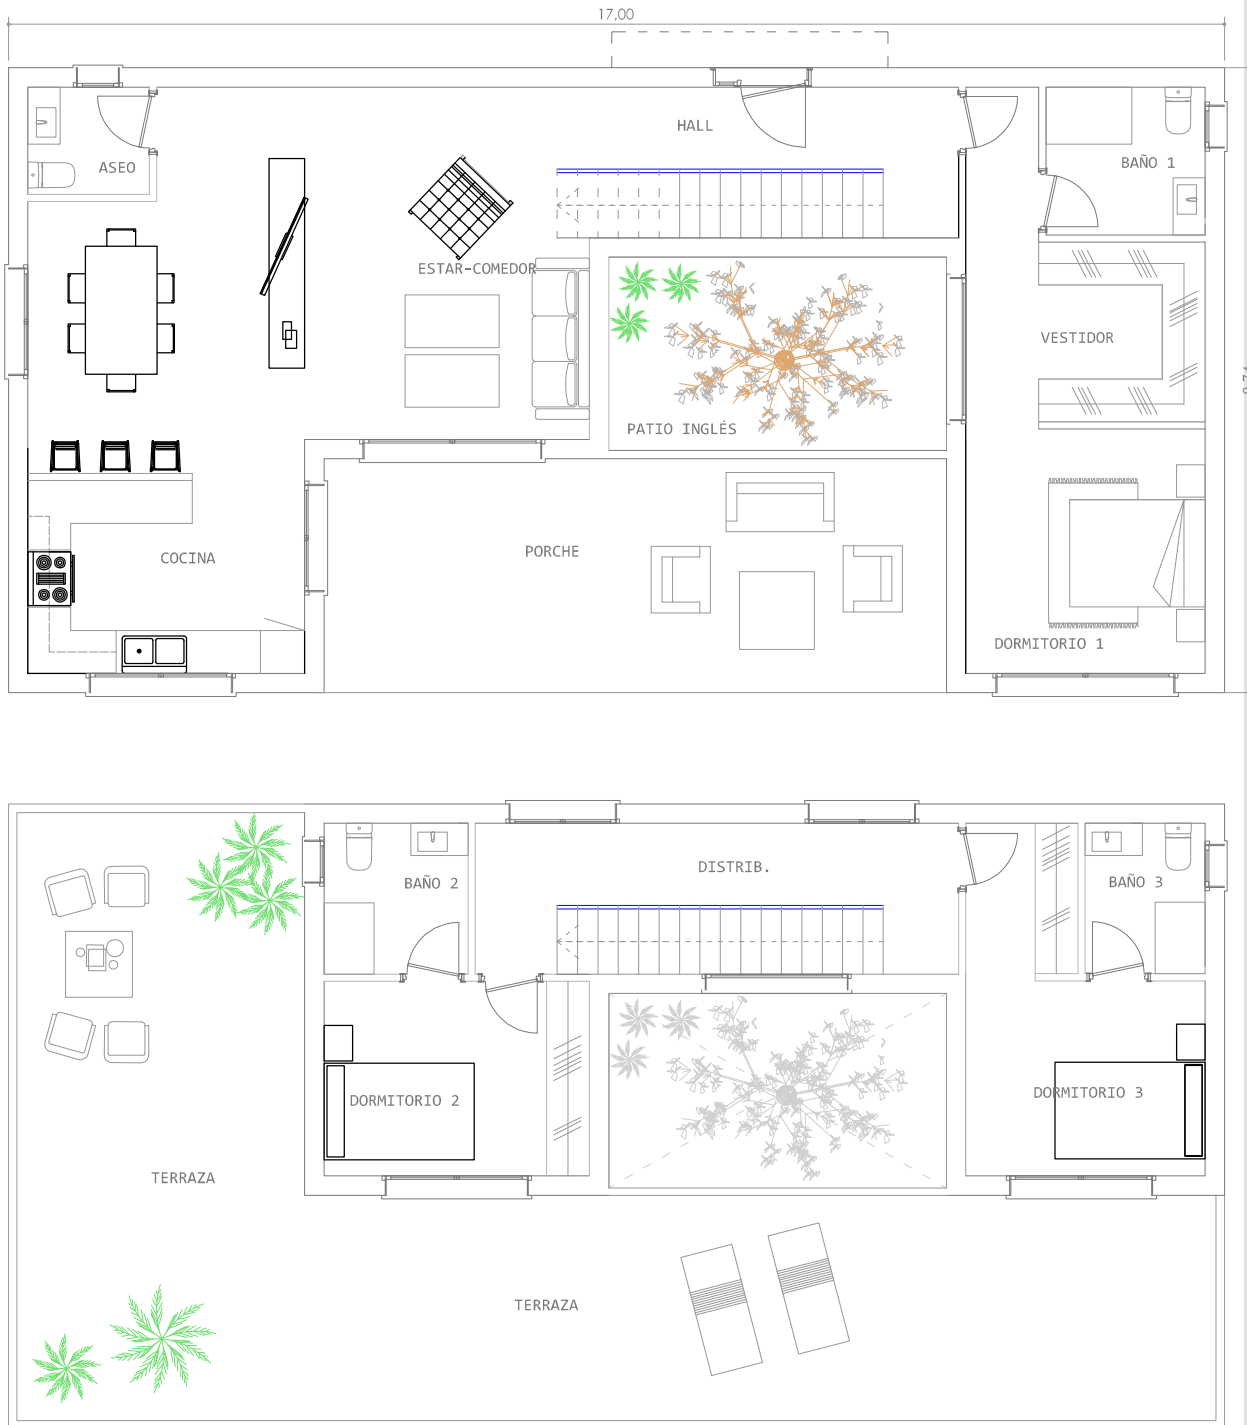 17,00
HALL
ASEO
BAÑO 1
ESTAR-COMEDOR
VESTIDOR
PATIO INGLÉS
COCINA
PORCHE
DORMITORIO 1
DISTRIB.
BAÑO 2
BAÑO 3
DORMITORIO 2
DORMITORIO 3
TERRAZA
TERRAZA